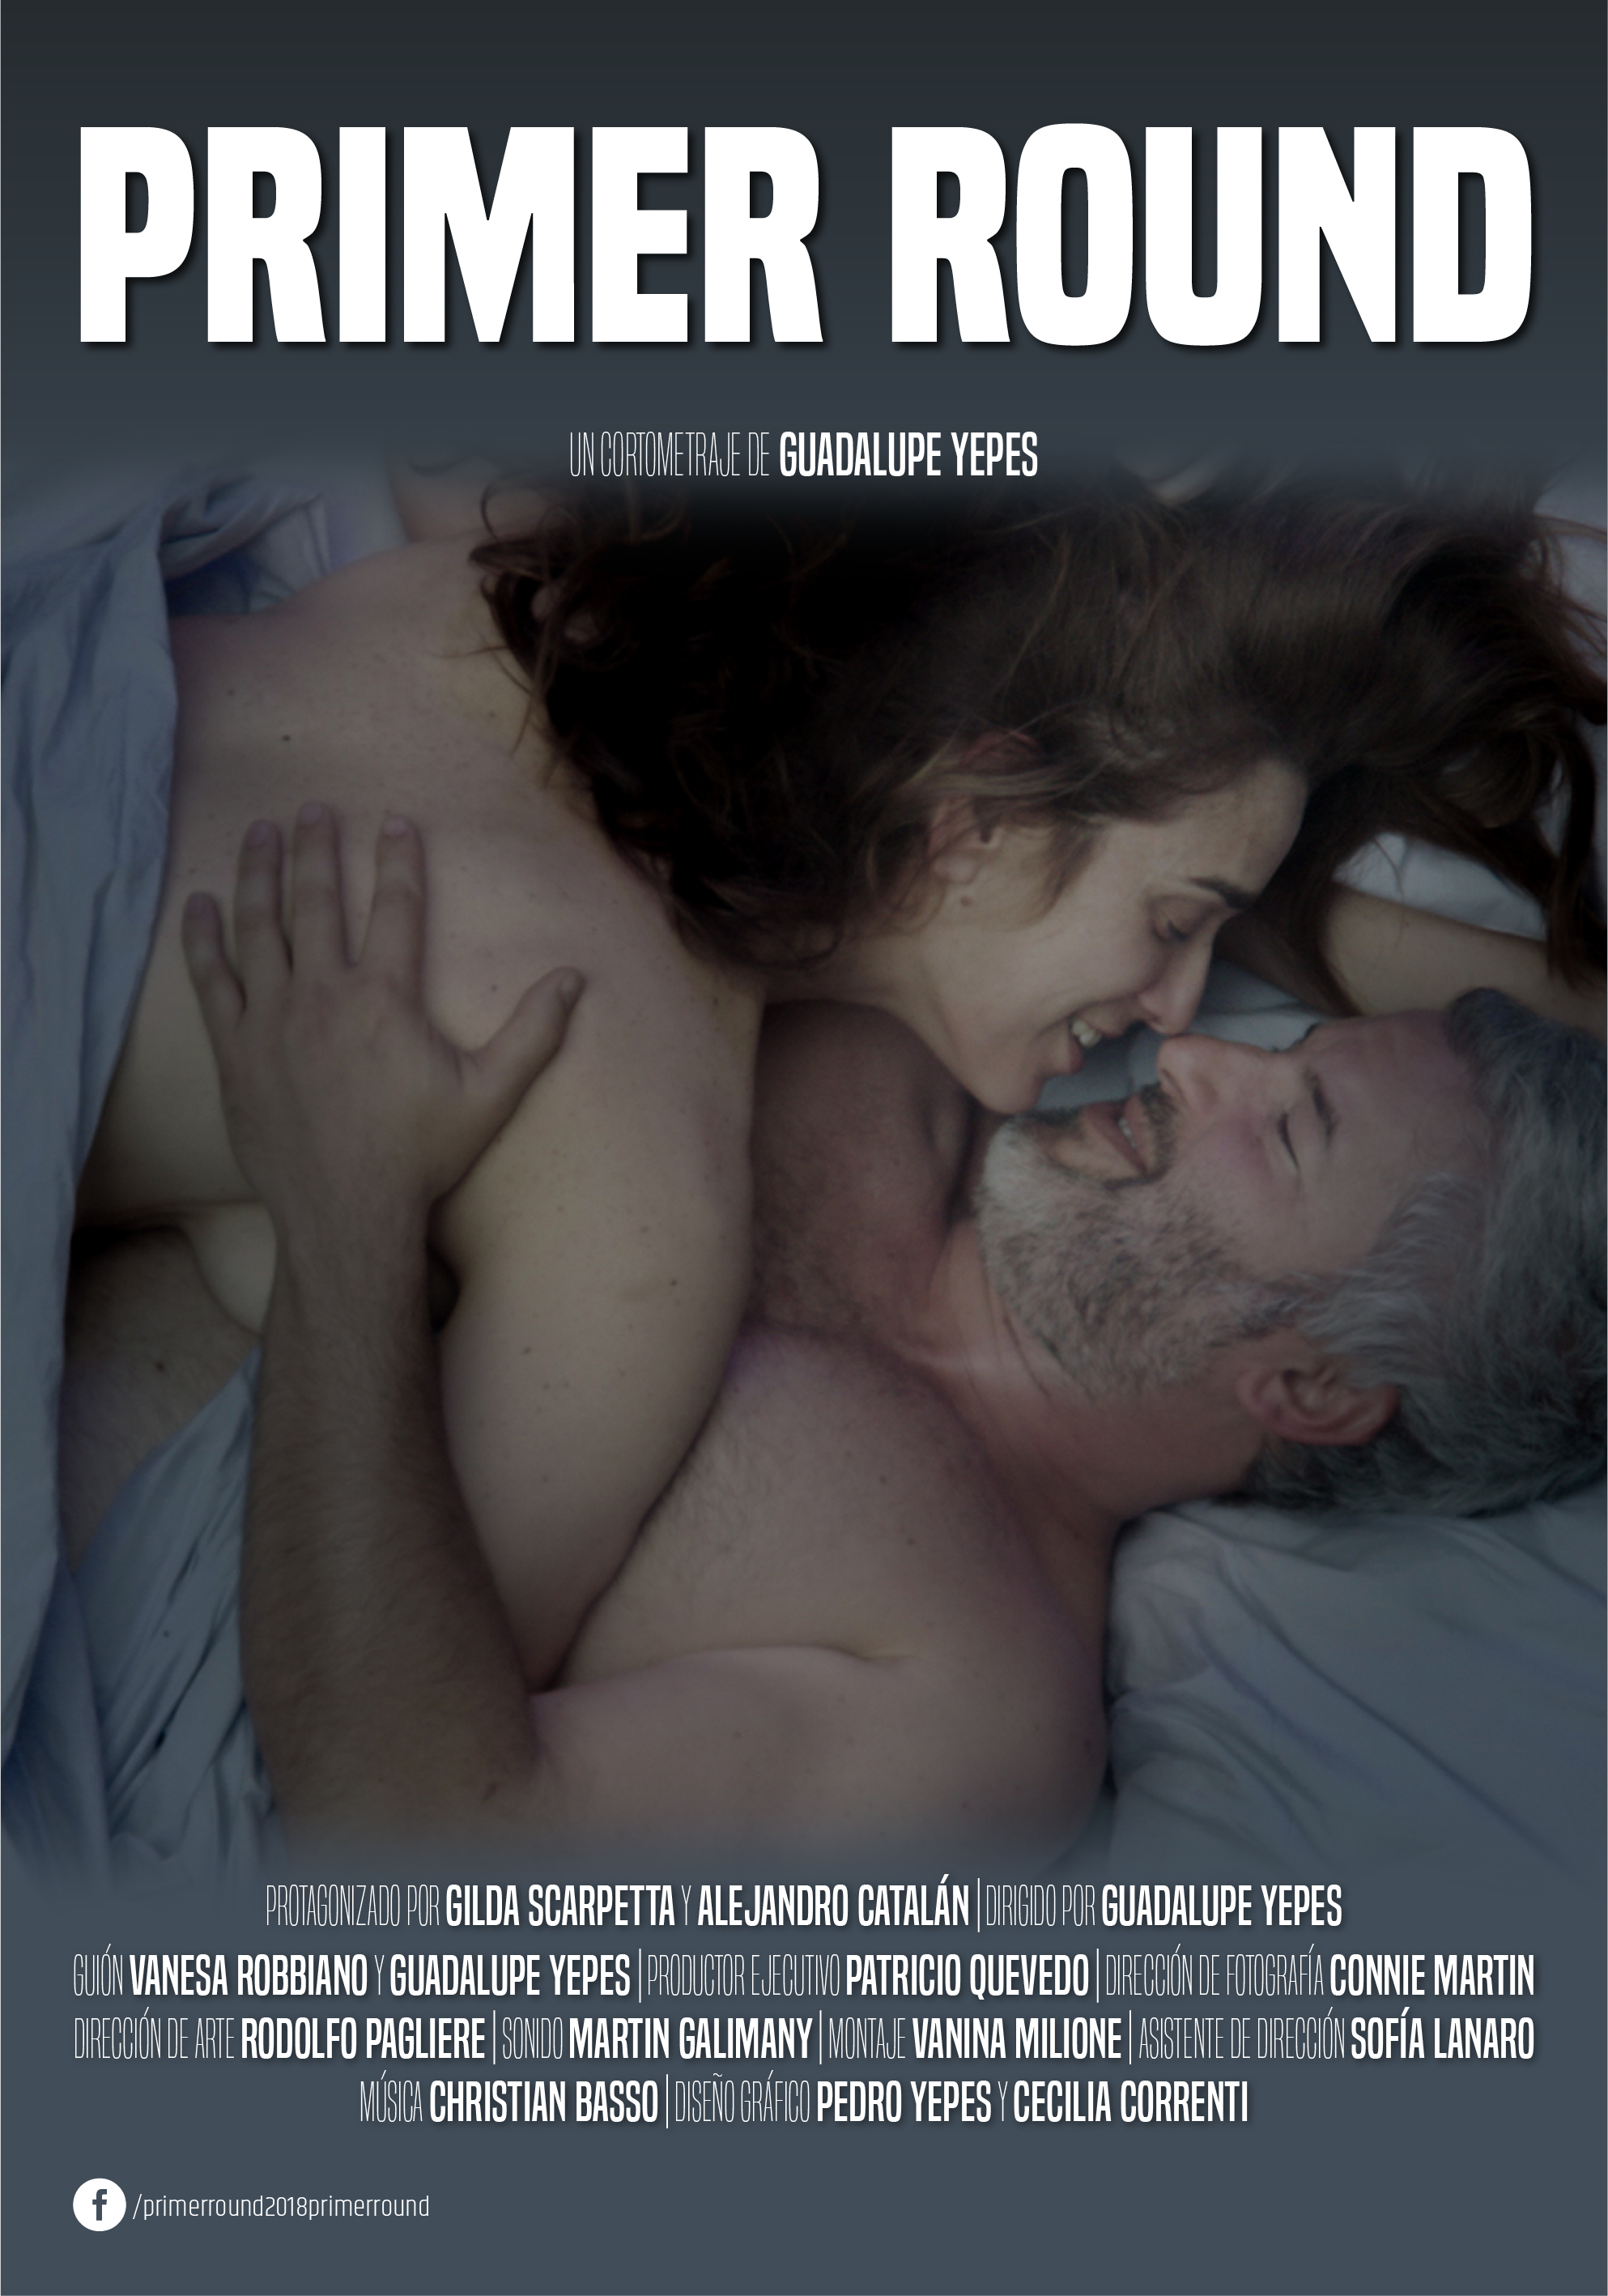 PRIMER ROUND
UN CORTOMETRAJE DE GUADALUPE YEPES
PROTAGONIZADO POR GILDA SCARPETTA Y ALEJANDRO CATALÁN | DIRIGIDO POR GUADALUPE YEPES
GUIÓN VANESA ROBBIANO Y GUADALUPE YEPES | PRODUCTOR EJECUTIVO PATRICIO QUEVEDO | DIRECCIÓN DE FOTOGRAFÍA CONNIE MARTIN
DIRECCIÓN DE ARTE RODOLFO PAGLIERE | SONIDO MARTIN GALIMANY | MONTAJE VANINA MILIONE | ASISTENTE DE DIRECCIÓN SOFÍA LANARO
MÚSICA CHRISTIAN BASSO | DISEÑO GRÁFICO PEDRO YEPES Y CECILIA CORRENTI
f /primerround2018primerround